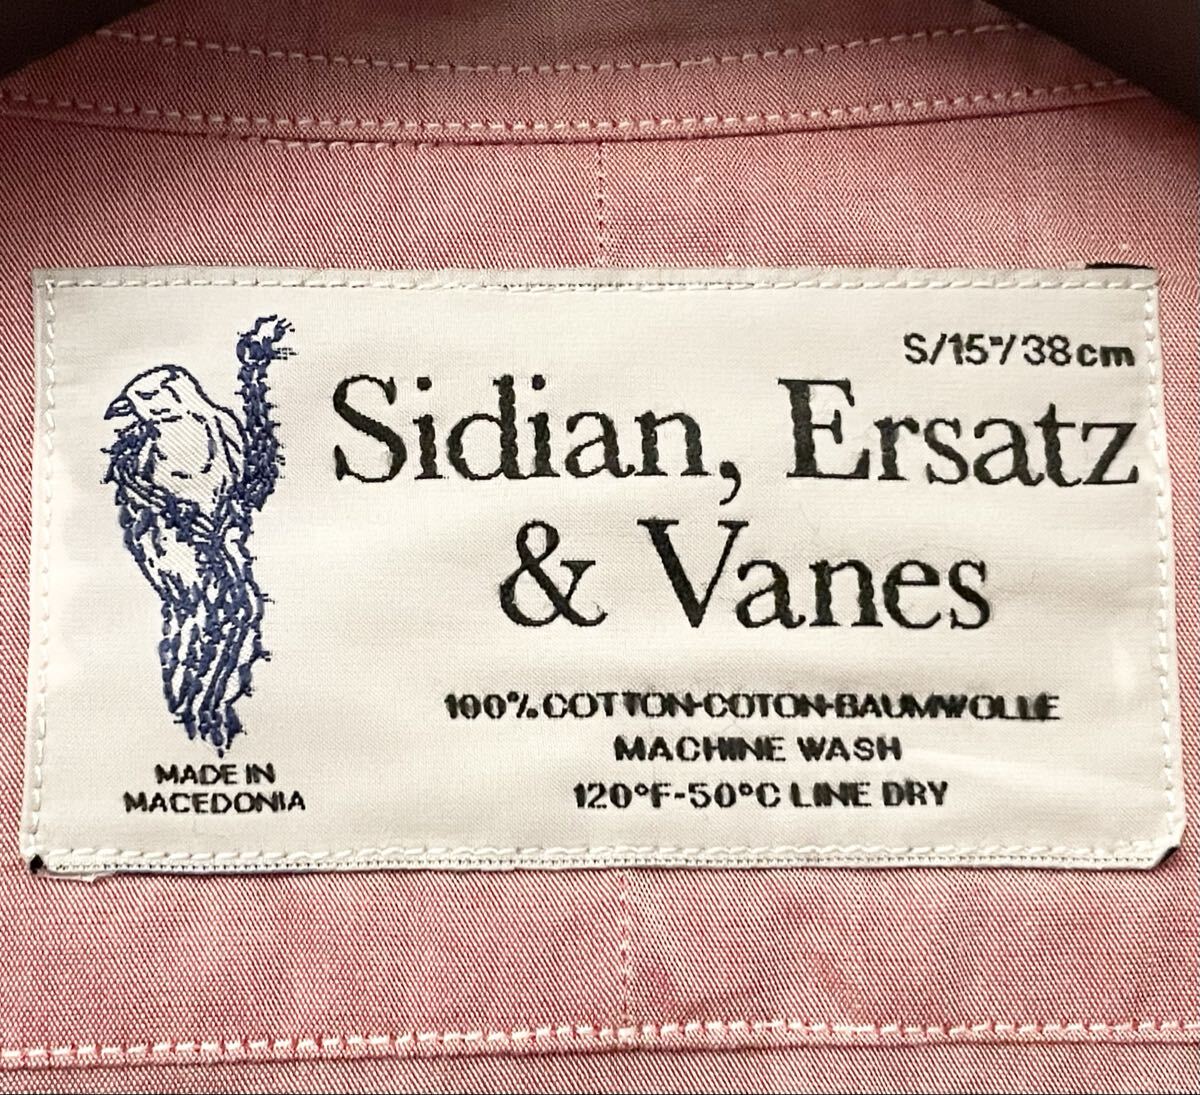 S/15"/38cm
Sidian, Ersatz
& Vanes
100%COTTON-COTON-BAUMWOLLE
MACHINE WASH
120°F-50°C LINE DRY
MADE IN
MACEDONIA